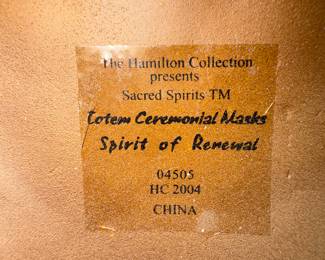 The Hamilton Collection
presents
Sacred Spirits TM
Totem Ceremonial Masks
Spirit of Renewal
04505
HC 2004
CHINA